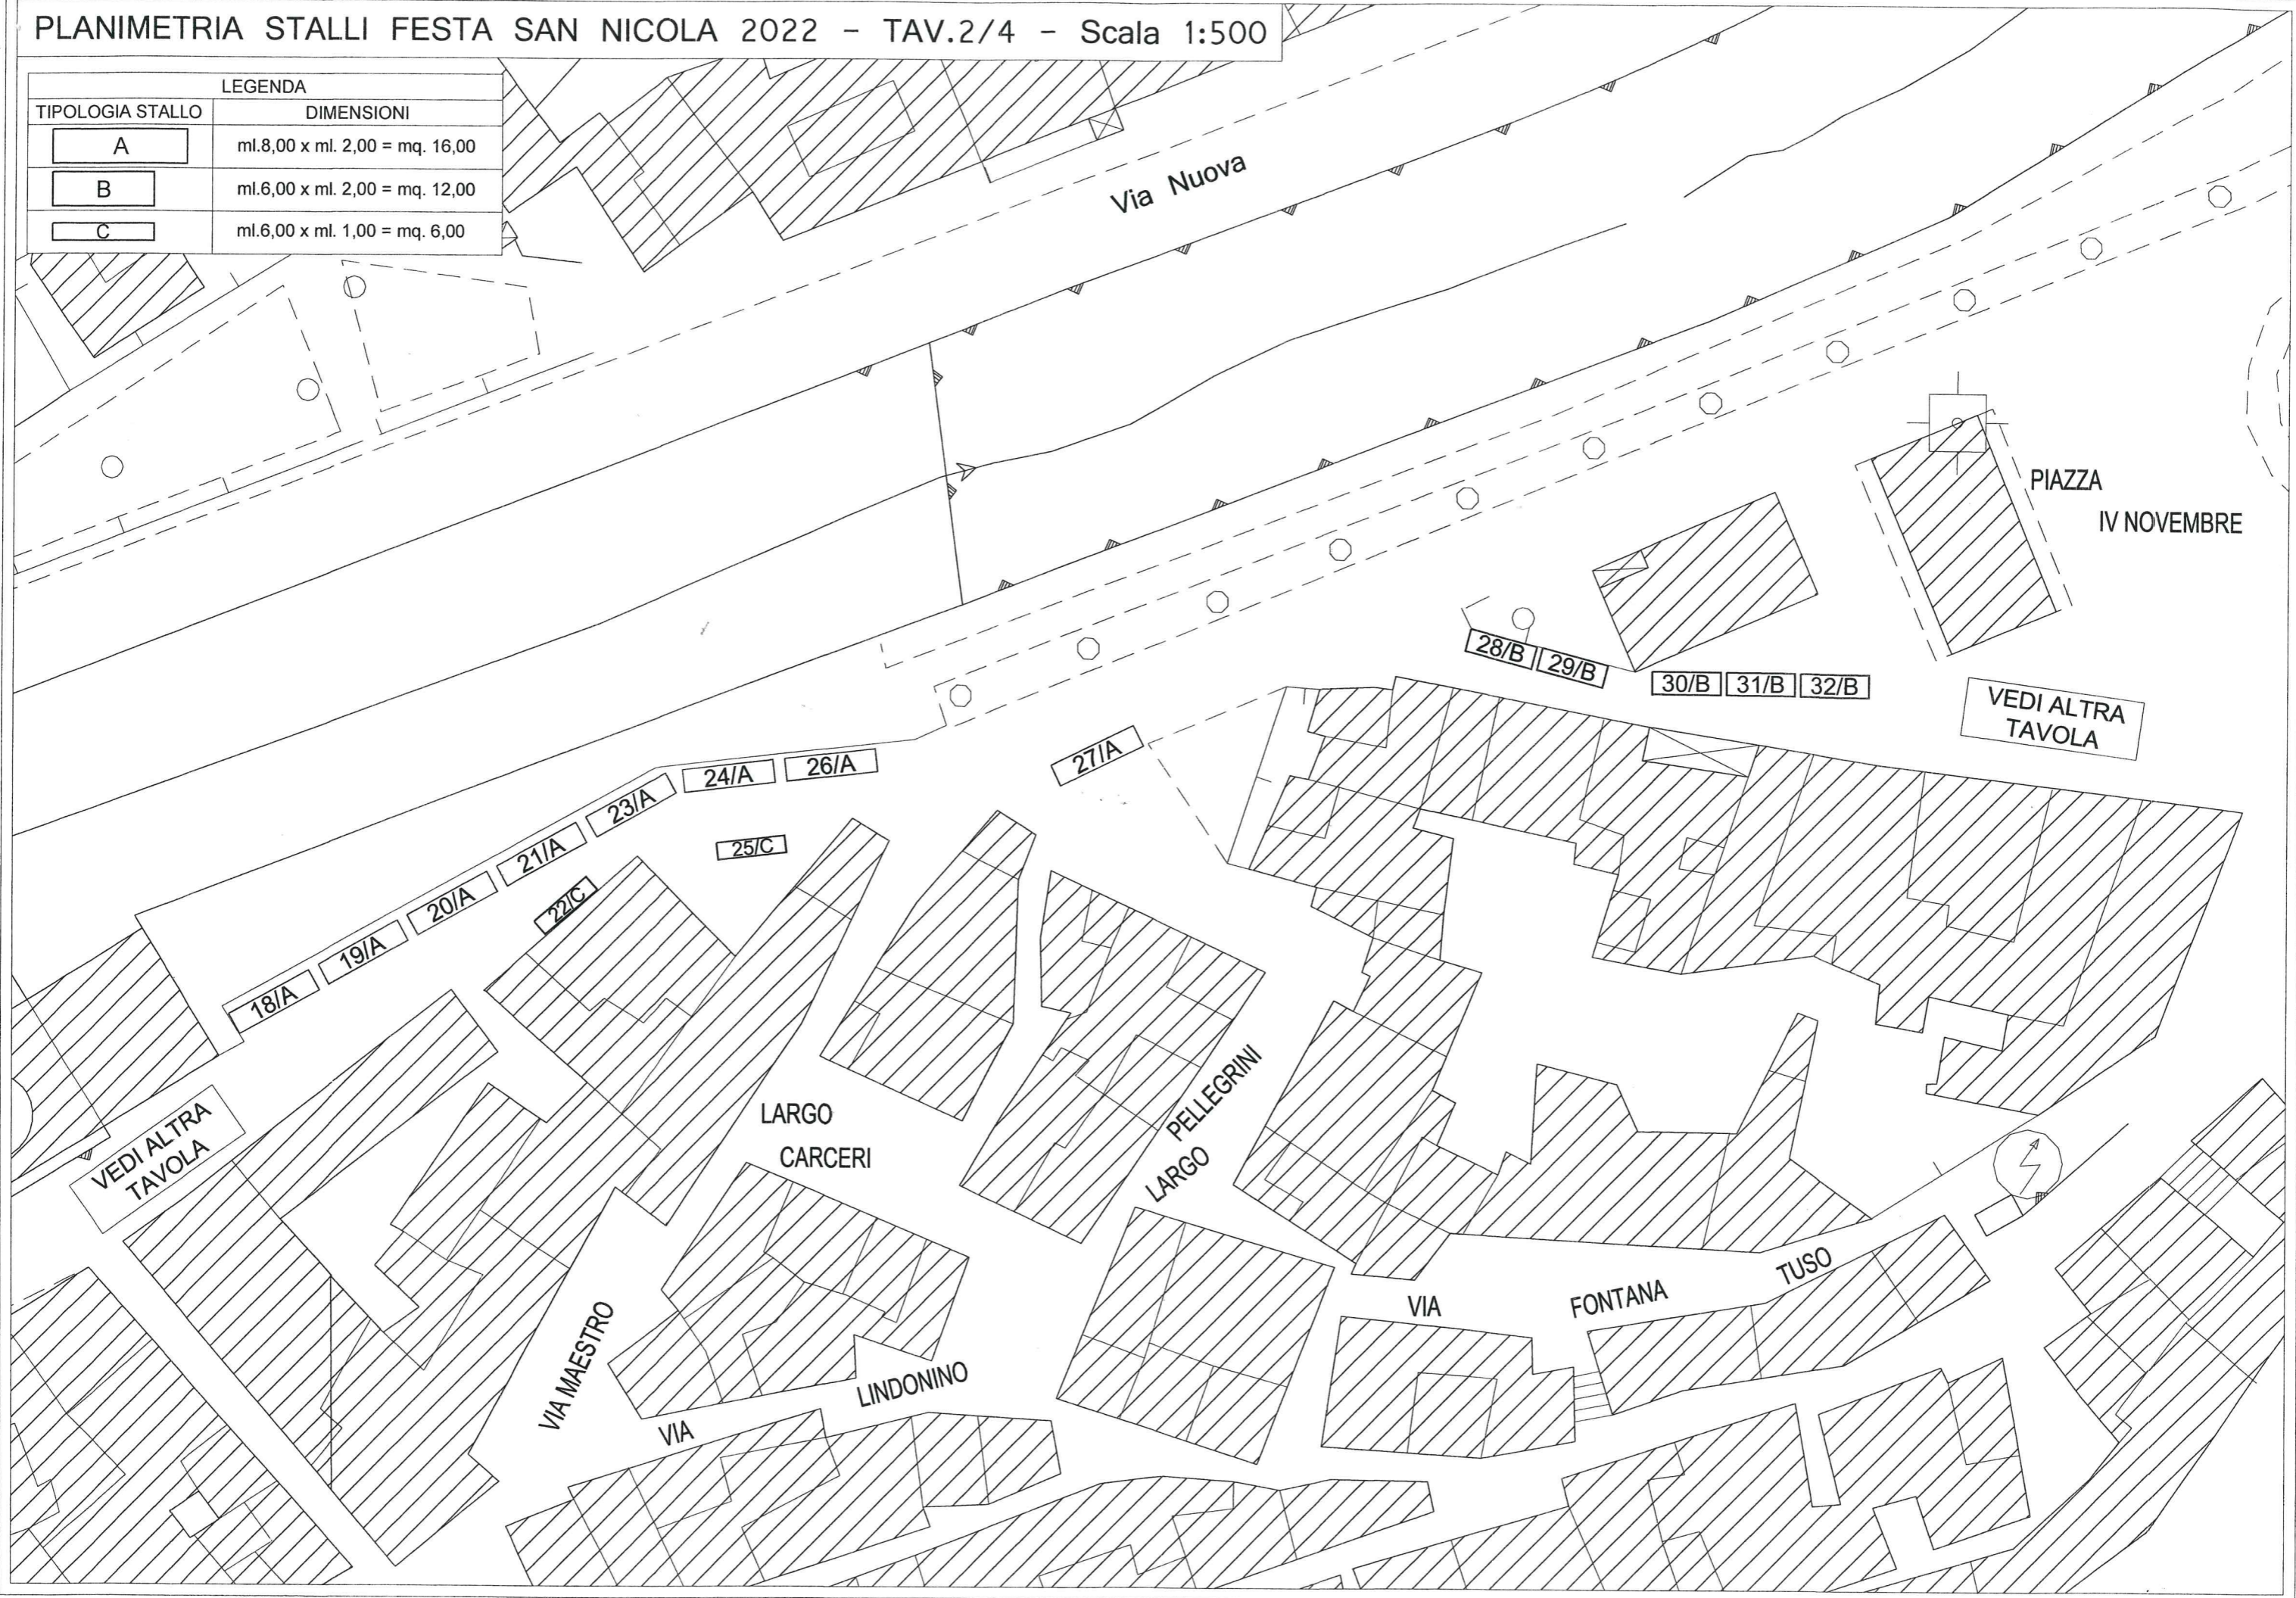 PLANIMETRIA STALLI FESTA SAN NICOLA 2022 - TAV.2/4 - Scala 1:500
LEGENDA
TIPOLOGIA STALLO DIMENSIONI
A ml.8,00 x ml. 2,00 = mq. 16,00
B ml.6,00 x ml. 2,00 = mq. 12,00
C ml.6,00 x ml. 1,00 = mq. 6,00
Via Nuova
PIAZZA
IV NOVEMBRE
28/B 29/B
30/B 31/B 32/B
VEDI ALTRA
TAVOLA
27/A
26/A
24/A
23/A
25/C
21/A
22/C
20/A
19/A
18/A
VEDI ALTRA
TAVOLA
LARGO
CARCERI
LARGO PELLEGRINI
VIA FONTANA TUSO
VIA MAESTRO
VIA LINDONINO